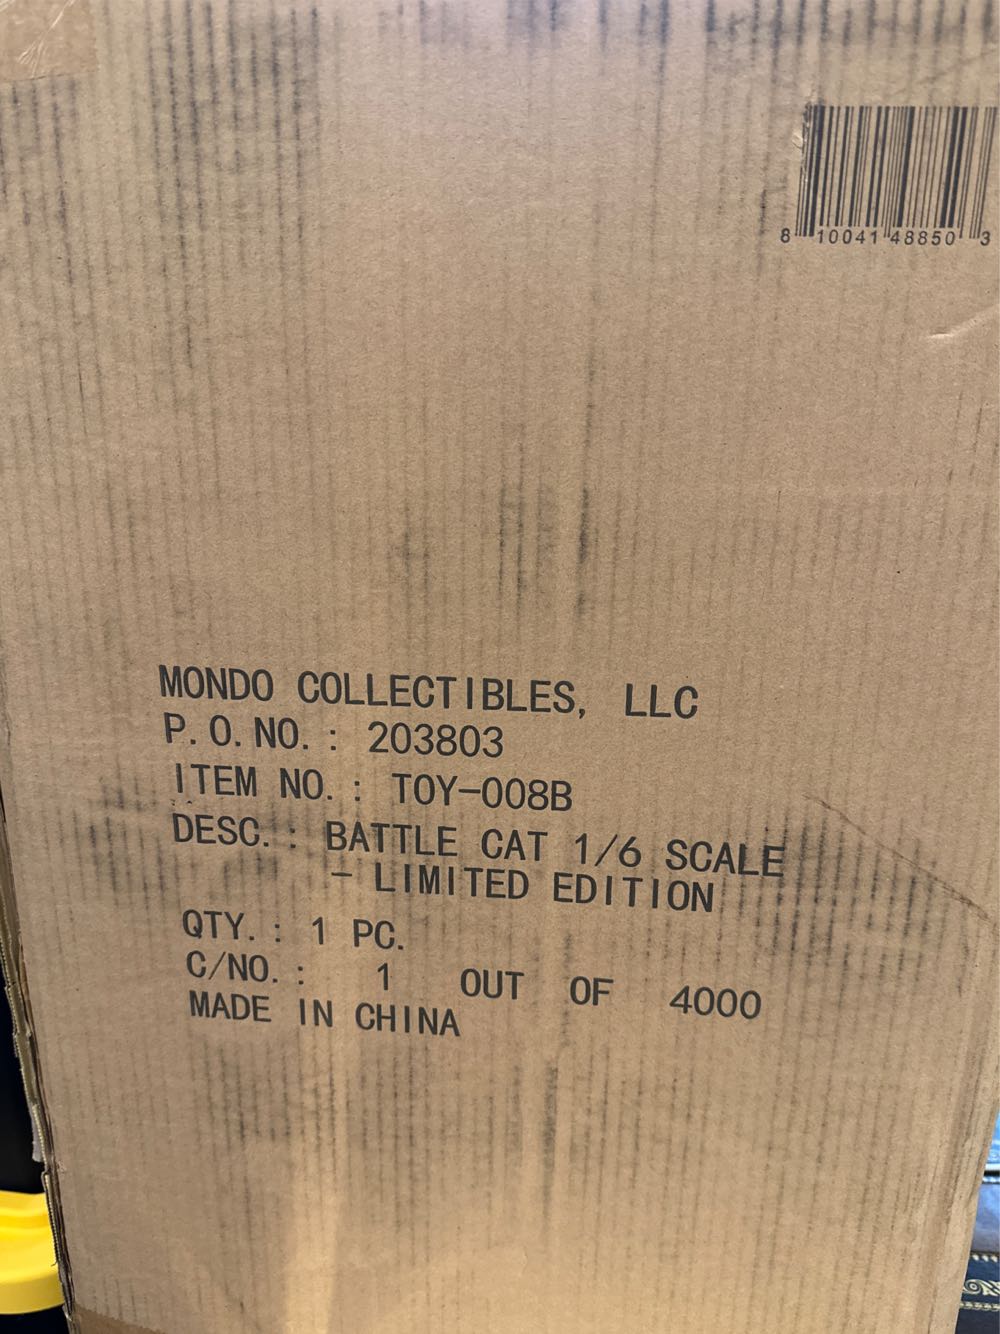 8 10041 48850 3
MONDO COLLECTIBLES, LLC
P.O.NO.: 203803
ITEM NO.: TOY-008B
DESC.: BATTLE CAT 1/6 SCALE
- LIMITED EDITION
QTY.: 1 PC.
C/NO.: 1 OUT OF 4000
MADE IN CHINA